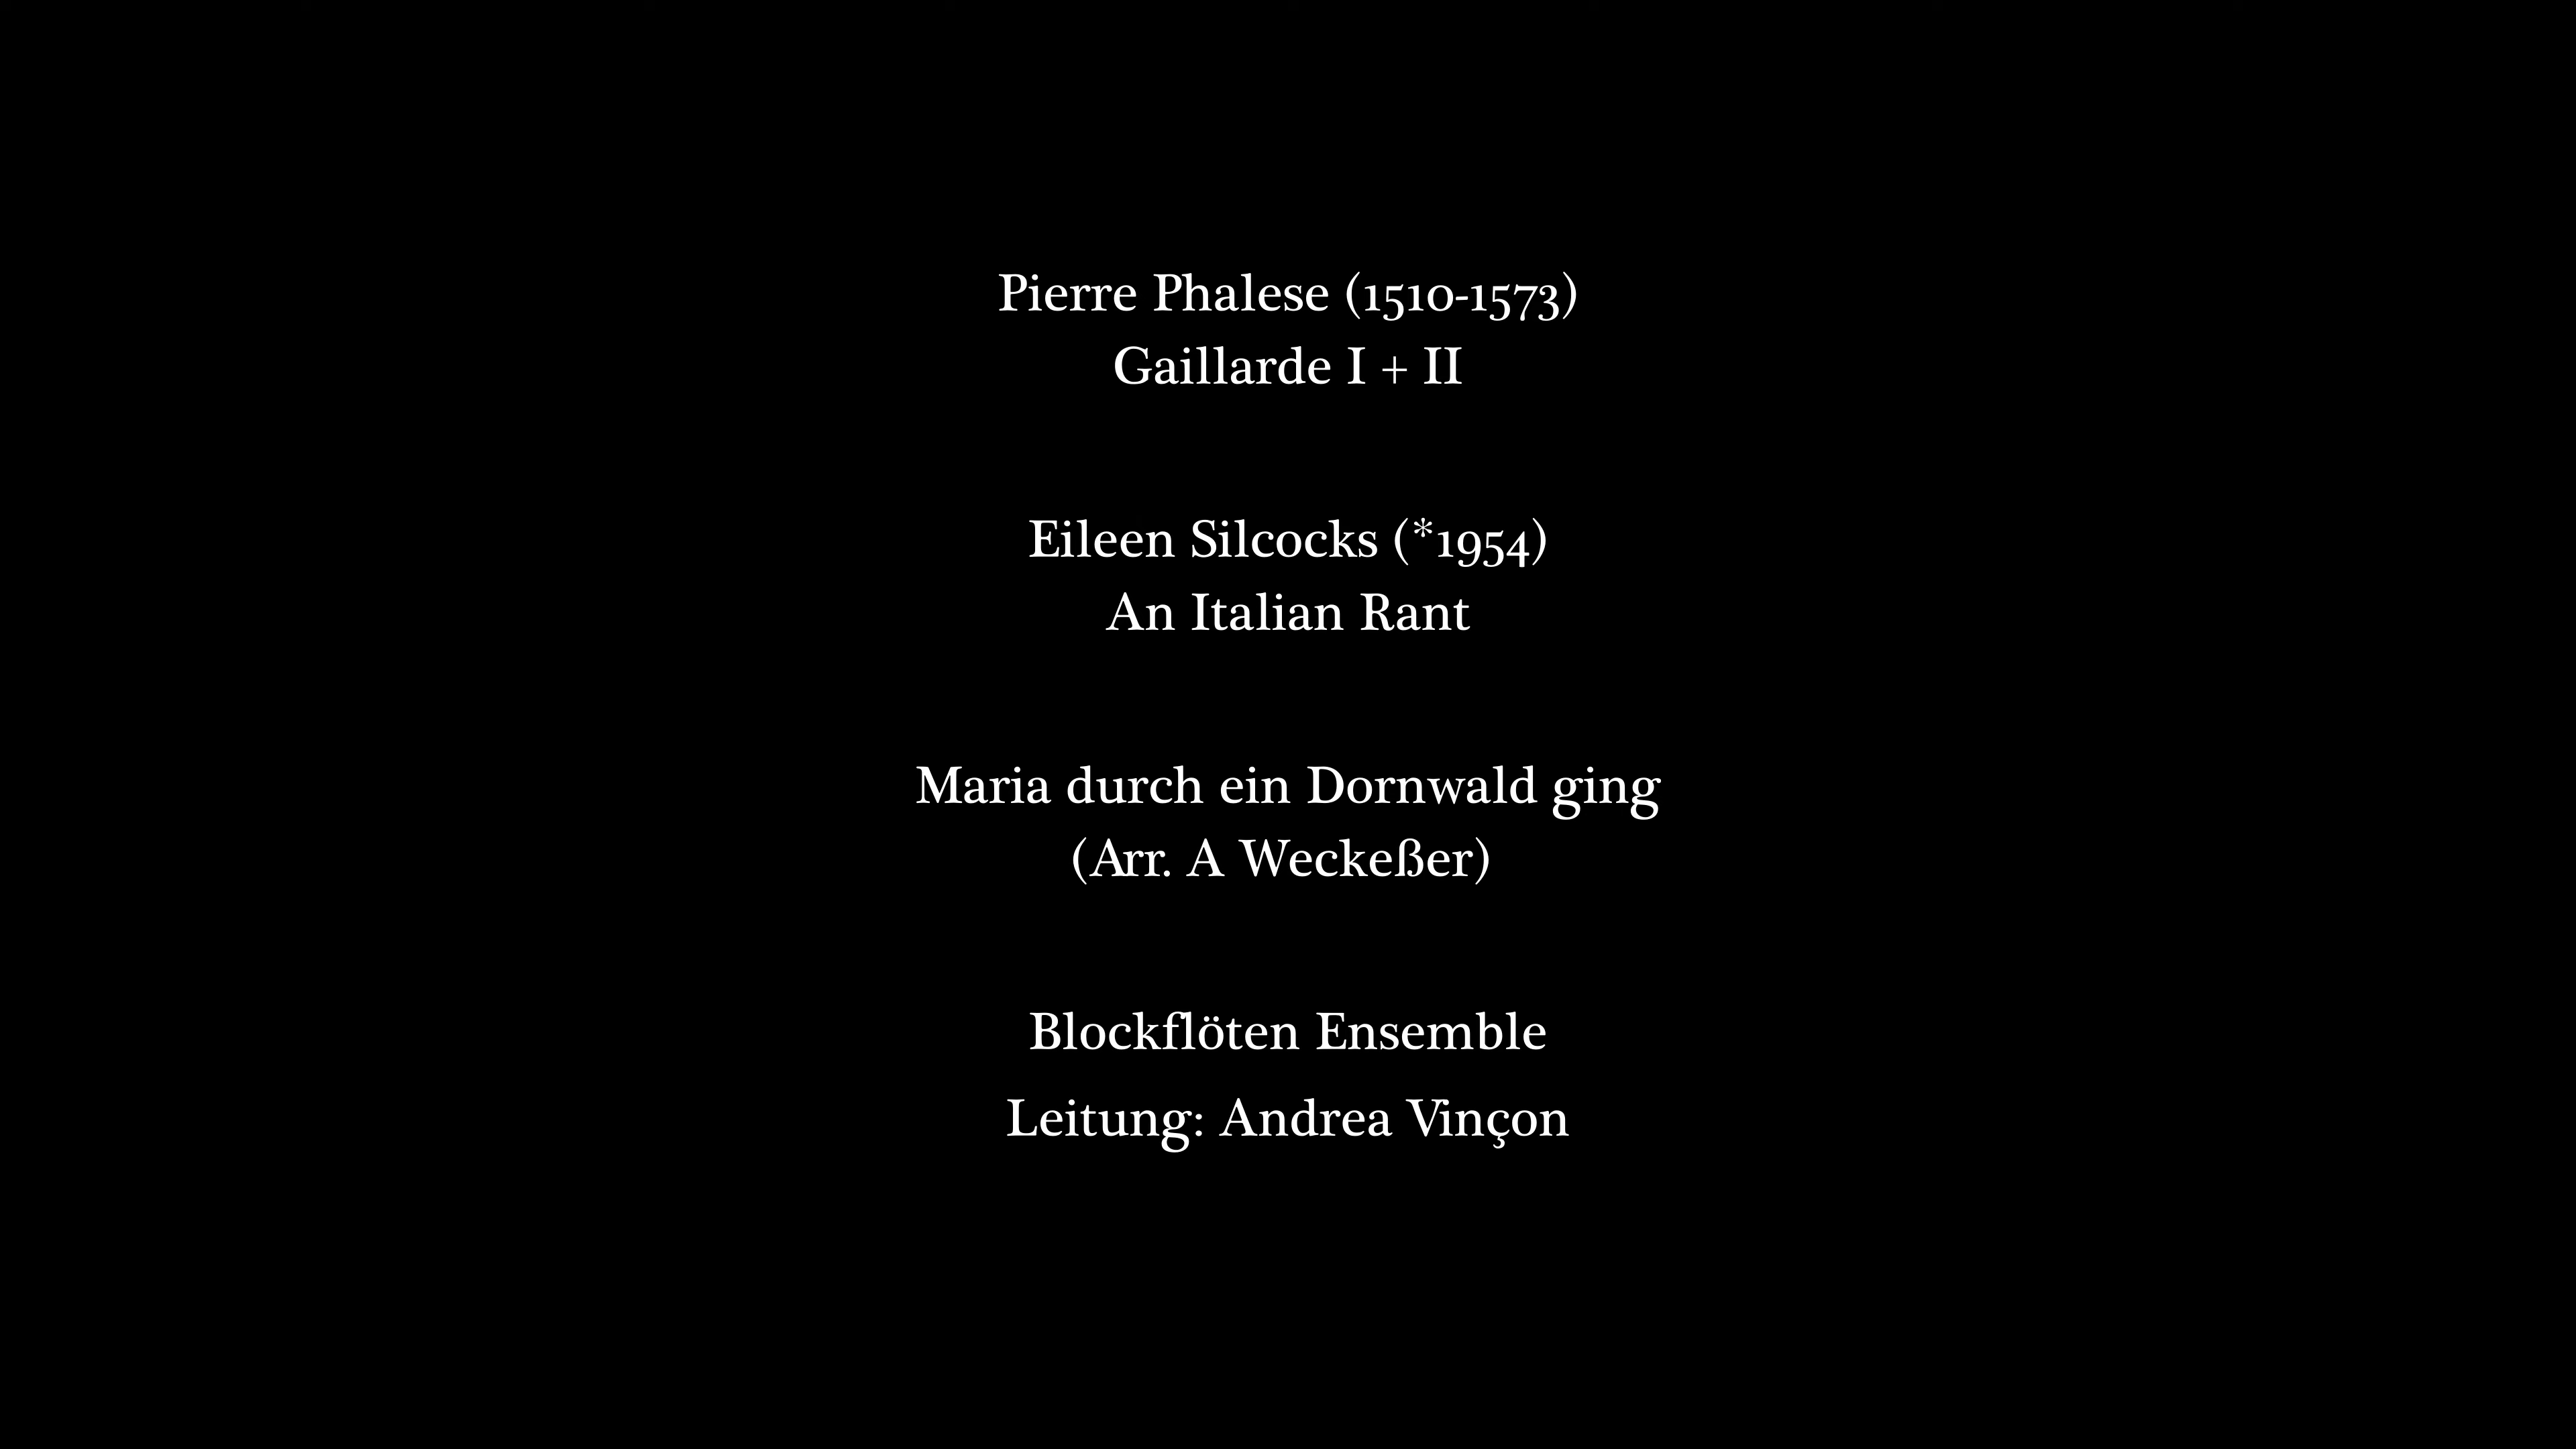 Pierre Phalese (1510-1573)
Gaillarde I + II
Eileen Silcocks (*1954)
An Italian Rant
Maria durch ein Dornwald ging
(Arr. A Weckeßer)
Blockflöten Ensemble
Leitung: Andrea Vinçon